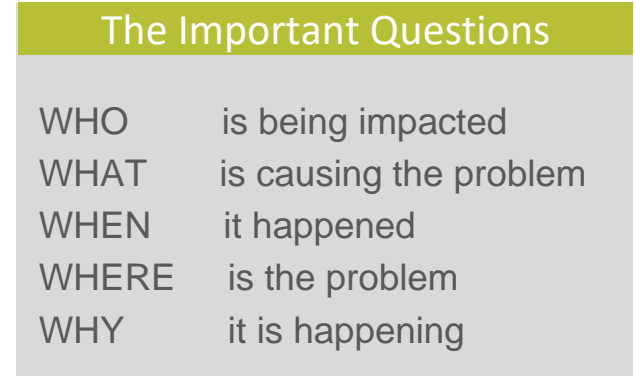 The Important Questions
WHO is being impacted
WHAT is causing the problem
WHEN it happened
WHERE is the problem
WHY it is happening